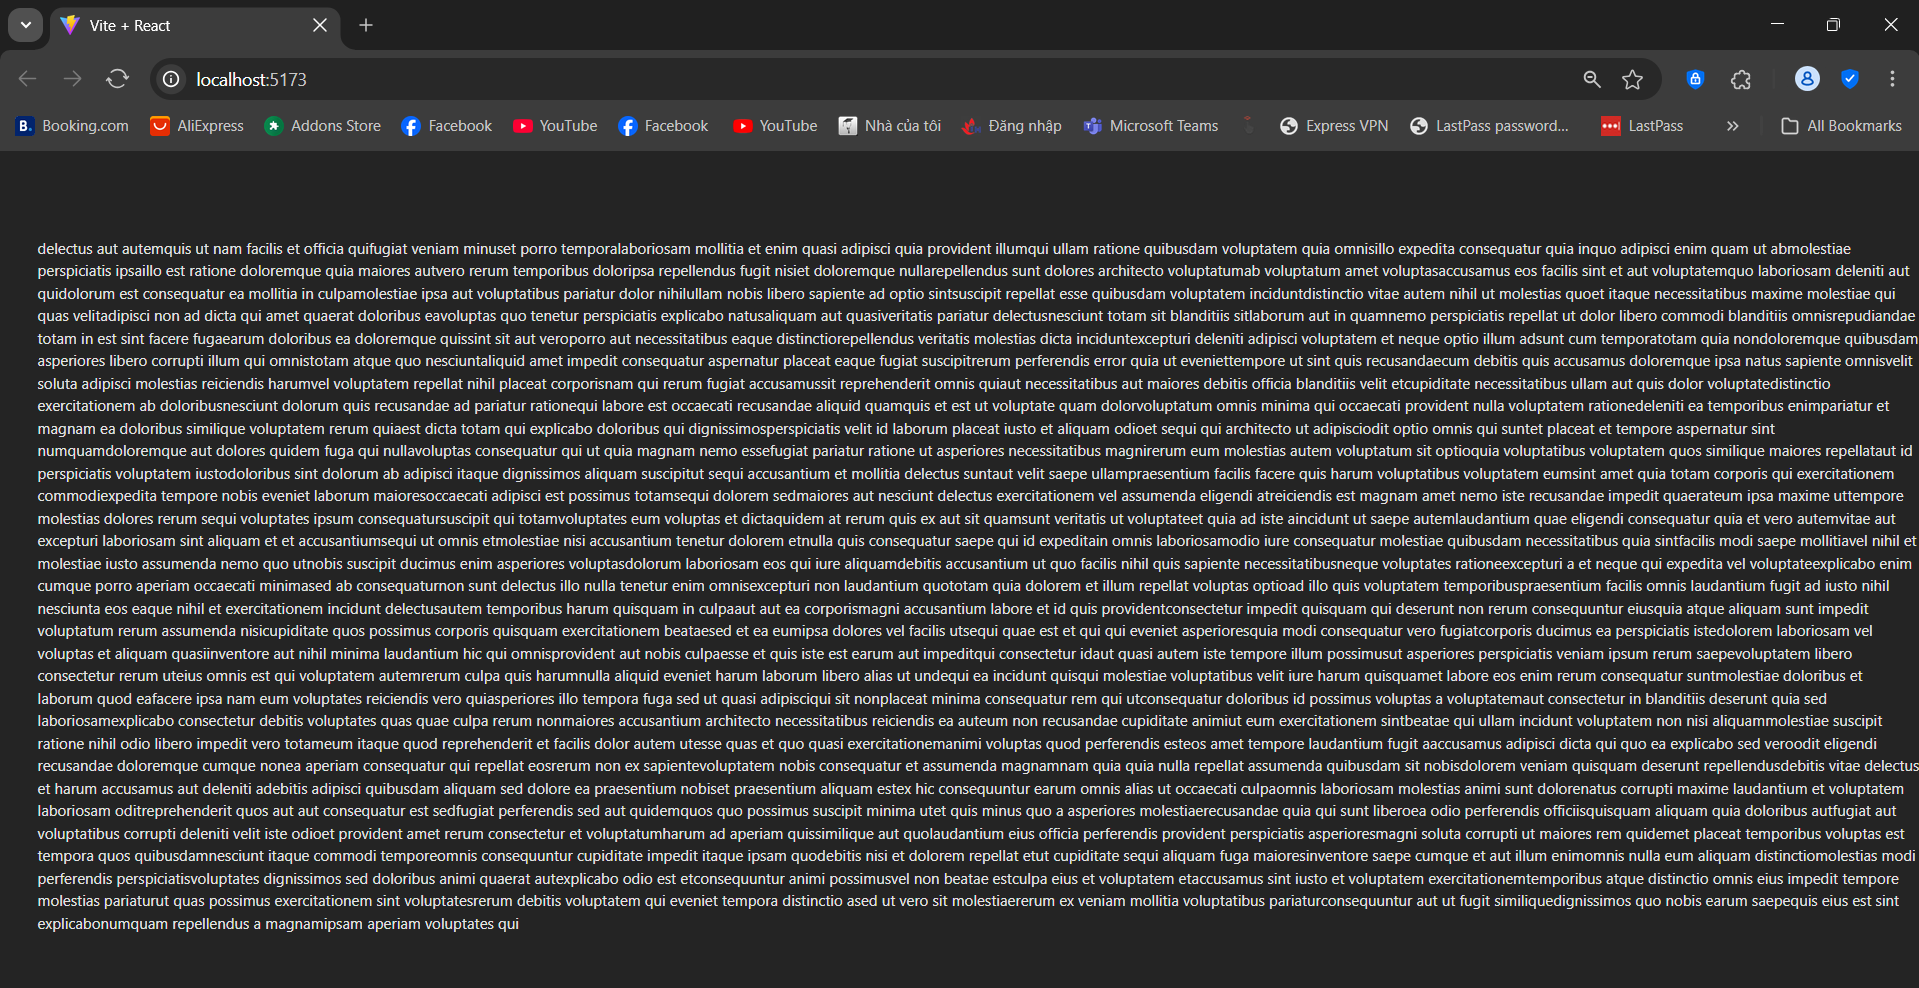 Vite + React
localhost:5173
Booking.com AliExpress Addons Store Facebook YouTube Facebook YouTube Nhà của tôi Đăng nhập Microsoft Teams Express VPN LastPass password... LastPass » All Bookmarks
delectus aut autemquis ut nam facilis et officia quifugiat veniam minuset porro temporalaboriosam mollitia et enim quasi adipisci quia provident illumqui ullam ratione quibusdam voluptatem quia omnisillo expedita consequatur quia inquo adipisci enim quam ut abmolestiae
perspiciatis ipsaillo est ratione doloremque quia maiores autvero rerum temporibus doloripsa repellendus fugit nisiet doloremque nullarepellendus sunt dolores architecto voluptatumab voluptatum amet voluptasaccusamus eos facilis sint et aut voluptatemquo laboriosam deleniti aut
quidolorum est consequatur ea mollitia in culpamolestiae ipsa aut voluptatibus pariatur dolor nihilullam nobis libero sapiente ad optio sintsuscipit repellat esse quibusdam voluptatem inciduntdistinctio vitae autem nihil ut molestias quoet itaque necessitatibus maxime molestiae qui
quas velitadipisci non ad dicta qui amet quaerat doloribus eavoluptas quo tenetur perspiciatis explicabo natusaliquam aut quasiveritatis pariatur delectusnesciunt totam sit blanditiis sitlaborum aut in quamnemo perspiciatis repellat ut dolor libero commodi blanditiis omnisrepudiandae
totam in est sint facere fugaearum doloribus ea doloremque quissint sit aut veroporro aut necessitatibus eaque distinctiorepellendus veritatis molestias dicta inciduntexcepturi deleniti adipisci voluptatem et neque optio illum adsunt cum temporatotam quia nondoloremque quibusdam
asperiores libero corrupti illum qui omnistotam atque quo nesciuntaliquid amet impedit consequatur aspernatur placeat eaque fugiat suscipitrerum perferendis error quia ut eveniettempore ut sint quis recusandaecum debitis quis accusamus doloremque ipsa natus sapiente omnisvelit
soluta adipisci molestias reiciendis harumvel voluptatem repellat nihil placeat corporisnam qui rerum fugiat accusamussit reprehenderit omnis quiaut necessitatibus aut maiores debitis officia blanditiis velit etcupiditate necessitatibus ullam aut quis dolor voluptatedistinctio
exercitationem ab doloribusnesciunt dolorum quis recusandae ad pariatur rationequi labore est occaecati recusandae aliquid quamquis et est ut voluptate quam dolorvoluptatum omnis minima qui occaecati provident nulla voluptatem rationedeleniti ea temporibus enimpariatur et
magnam ea doloribus similique voluptatem rerum quiaest dicta totam qui explicabo doloribus qui dignissimosperspiciatis velit id laborum placeat iusto et aliquam odioet sequi qui architecto ut adipisciodit optio omnis qui suntet placeat et tempore aspernatur sint
numquamdoloremque aut dolores quidem fuga qui nullavoluptas consequatur qui ut quia magnam nemo essefugiat pariatur ratione ut asperiores necessitatibus magnirerum eum molestias autem voluptatum sit optioquia voluptatibus voluptatem quos similique maiores repellataut id
perspiciatis voluptatem iustodoloribus sint dolorum ab adipisci itaque dignissimos aliquam suscipitut sequi accusantium et mollitia delectus suntaut velit saepe ullampraesentium facilis facere quis harum voluptatibus voluptatem eumsint amet quia totam corporis qui exercitationem
commodiexpedita tempore nobis eveniet laborum maioresoccaecati adipisci est possimus totamsequi dolorem sedmaiores aut nesciunt delectus exercitationem vel assumenda eligendi atreiciendis est magnam amet nemo iste recusandae impedit quaerateum ipsa maxime uttempore
molestias dolores rerum sequi voluptates ipsum consequatursuscipit qui totamvoluptates eum voluptas et dictaquidem at rerum quis ex aut sit quamsunt veritatis ut voluptateet quia ad iste aincidunt ut saepe autemlaudantium quae eligendi consequatur quia et vero autemvitae aut
excepturi laboriosam sint aliquam et et accusantiumsequi ut omnis etmolestiae nisi accusantium tenetur dolorem etnulla quis consequatur saepe qui id expeditain omnis laboriosamodio iure consequatur molestiae quibusdam necessitatibus quia sintfacilis modi saepe mollitiavel nihil et
molestiae iusto assumenda nemo quo utnobis suscipit ducimus enim asperiores voluptasdolorum laboriosam eos qui iure aliquamdebitis accusantium ut quo facilis nihil quis sapiente necessitatibusneque voluptates rationeexcepturi a et neque qui expedita vel voluptateexplicabo enim
cumque porro aperiam occaecati minimased ab consequaturnon sunt delectus illo nulla tenetur enim omnisexcepturi non laudantium quototam quia dolorem et illum repellat voluptas optioad illo quis voluptatem temporibuspraesentium facilis omnis laudantium fugit ad iusto nihil
nesciunta eos eaque nihil et exercitationem incidunt delectusautem temporibus harum quisquam in culpaaut aut ea corporismagni accusantium labore et id quis providentconsectetur impedit quisquam qui deserunt non rerum consequuntur eiusquia atque aliquam sunt impedit
voluptatum rerum assumenda nisicupiditate quos possimus corporis quisquam exercitationem beataesed et ea eumipsa dolores vel facilis utsequi quae est et qui qui eveniet asperioresquia modi consequatur vero fugiatcorporis ducimus ea perspiciatis istedolorem laboriosam vel
voluptas et aliquam quasiinventore aut nihil minima laudantium hic qui omnisprovident aut nobis culpaesse et quis iste est earum aut impeditqui consectetur idaut quasi autem iste tempore illum possimusut asperiores perspiciatis veniam ipsum rerum saepevoluptatem libero
consectetur rerum uteius omnis est qui voluptatem autemrerum culpa quis harumnulla aliquid eveniet harum laborum libero alias ut undequi ea incidunt quisqui molestiae voluptatibus velit iure harum quisquamet labore eos enim rerum consequatur suntmolestiae doloribus et
laborum quod eafacere ipsa nam eum voluptates reiciendis vero quiasperiores illo tempora fuga sed ut quasi adipisciqui sit nonplaceat minima consequatur rem qui utconsequatur doloribus id possimus voluptas a voluptatemaut consectetur in blanditiis deserunt quia sed
laboriosamexplicabo consectetur debitis voluptates quas quae culpa rerum nonmaiores accusantium architecto necessitatibus reiciendis ea auteum non recusandae cupiditate animiut eum exercitationem sintbeatae qui ullam incidunt voluptatem non nisi aliquammolestiae suscipit
ratione nihil odio libero impedit vero totameum itaque quod reprehenderit et facilis dolor autem utesse quas et quo quasi exercitationemanimi voluptas quod perferendis esteos amet tempore laudantium fugit aaccusamus adipisci dicta qui quo ea explicabo sed veroodit eligendi
recusandae doloremque cumque nonea aperiam consequatur qui repellat eosrerum non ex sapientevoluptatem nobis consequatur et assumenda magnamnam quia quia nulla repellat assumenda quibusdam sit nobisdolorem veniam quisquam deserunt repellendusdebitis vitae delectus
et harum accusamus aut deleniti adebitis adipisci quibusdam aliquam sed dolore ea praesentium nobiset praesentium aliquam estex hic consequuntur earum omnis alias ut occaecati culpaomnis laboriosam molestias animi sunt dolorenatus corrupti maxime laudantium et voluptatem
laboriosam oditreprehenderit quos aut aut consequatur est sedfugiat perferendis sed aut quidemquos quo possimus suscipit minima utet quis minus quo a asperiores molestiaerecusandae quia qui sunt liberoea odio perferendis officiisquisquam aliquam quia doloribus autfugiat aut
voluptatibus corrupti deleniti velit iste odioet provident amet rerum consectetur et voluptatumharum ad aperiam quissimilique aut quolaudantium eius officia perferendis provident perspiciatis asperioresmagni soluta corrupti ut maiores rem quidemet placeat temporibus voluptas est
tempora quos quibusdamnesciunt itaque commodi temporeomnis consequuntur cupiditate impedit itaque ipsam quodebitis nisi et dolorem repellat etut cupiditate sequi aliquam fuga maioresinventore saepe cumque et aut illum enimomnis nulla eum aliquam distinctiomolestias modi
perferendis perspiciatisvoluptates dignissimos sed doloribus animi quaerat autexplicabo odio est etconsequuntur animi possimusvel non beatae estculpa eius et voluptatem etaccusamus sint iusto et voluptatem exercitationemtemporibus atque distinctio omnis eius impedit tempore
molestias pariaturut quas possimus exercitationem sint voluptatesrerum debitis voluptatem qui eveniet tempora distinctio ased ut vero sit molestiaererum ex veniam mollitia voluptatibus pariaturconsequuntur aut ut fugit similiquedignissimos quo nobis earum saepequis eius est sint
explicabonumquam repellendus a magnamipsam aperiam voluptates qui